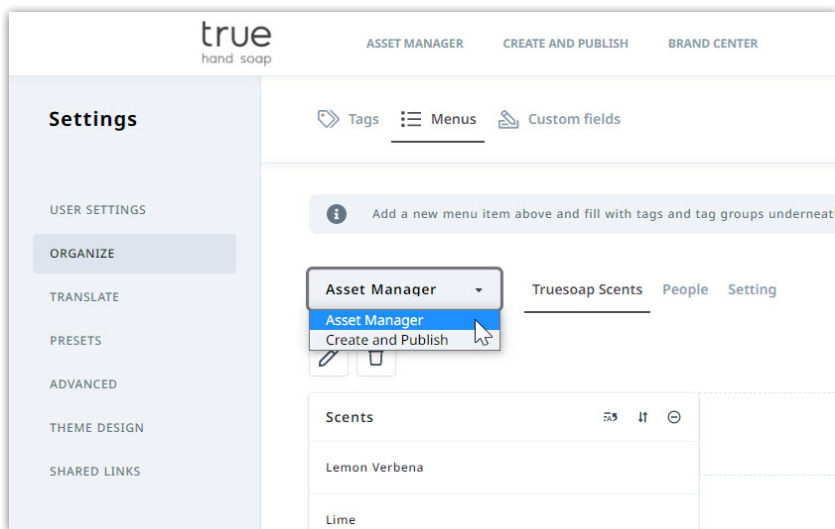 true
hand soap
ASSET MANAGER CREATE AND PUBLISH BRAND CENTER
Settings
Tags Menus Custom fields
USER SETTINGS
ORGANIZE
TRANSLATE
PRESETS
ADVANCED
THEME DESIGN
SHARED LINKS
Add a new menu item above and fill with tags and tag groups underneat
Asset Manager Truesoap Scents People Setting
Asset Manager
Create and Publish
Scents
Lemon Verbena
Lime